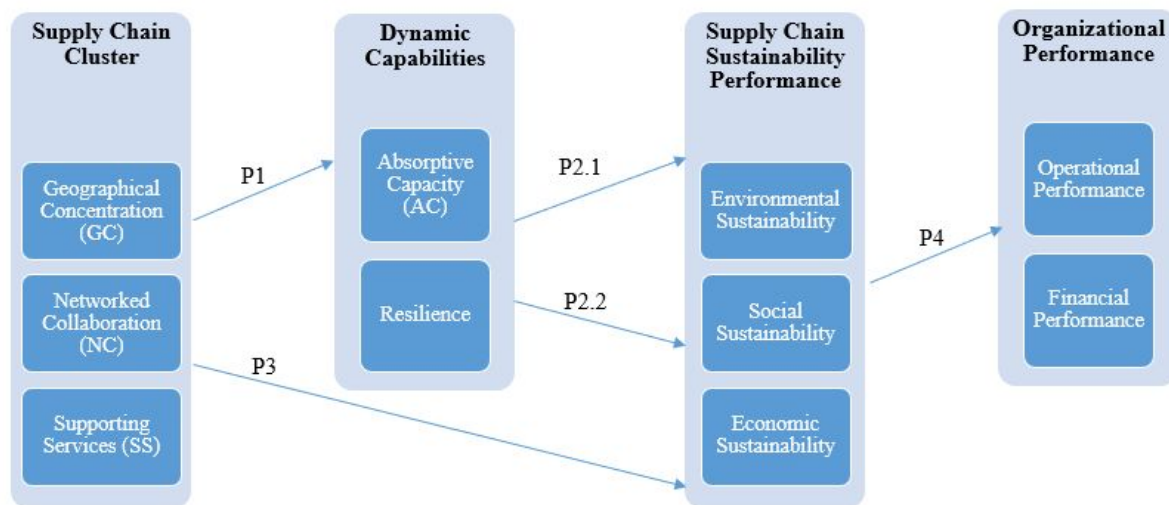 Supply Chain
Cluster
Geographical
Concentration
(GC)
Networked
Collaboration
(NC)
Supporting
Services (SS)
P1
P3
Dynamic
Capabilities
Absorptive
Capacity
(AC)
Resilience
P2.1
P2.2
Supply Chain
Sustainability
Performance
Environmental
Sustainability
Social
Sustainability
Economic
Sustainability
P4
Organizational
Performance
Operational
Performance
Financial
Performance